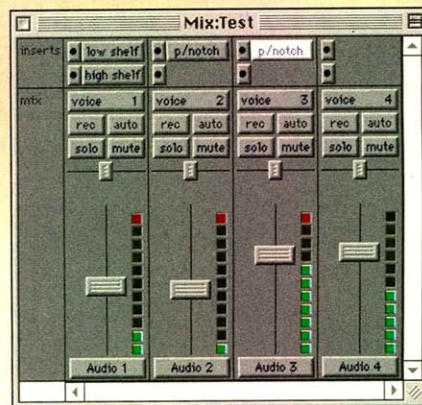 Mix:Test
inserts low shelf p/notch p/notch
high shelf
mix voice 1 voice 2 voice 3 voice 4
rec auto rec auto rec auto rec auto
solo mute solo mute solo mute solo mute
Audio 1 Audio 2 Audio 3 Audio 4